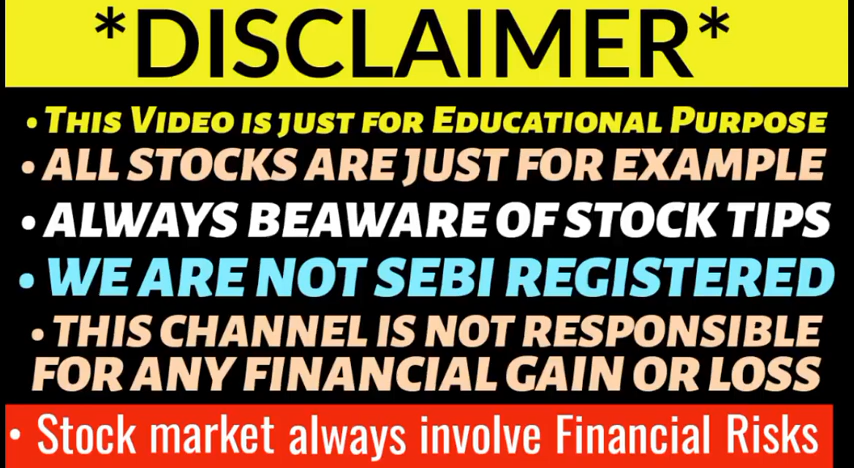 *DISCLAIMER*
• THIS VIDEO IS JUST FOR EDUCATIONAL PURPOSE
• ALL STOCKS ARE JUST FOR EXAMPLE
• ALWAYS BEAWARE OF STOCK TIPS
• WE ARE NOT SEBI REGISTERED
• THIS CHANNEL IS NOT RESPONSIBLE
FOR ANY FINANCIAL GAIN OR LOSS
• Stock market always involve Financial Risks